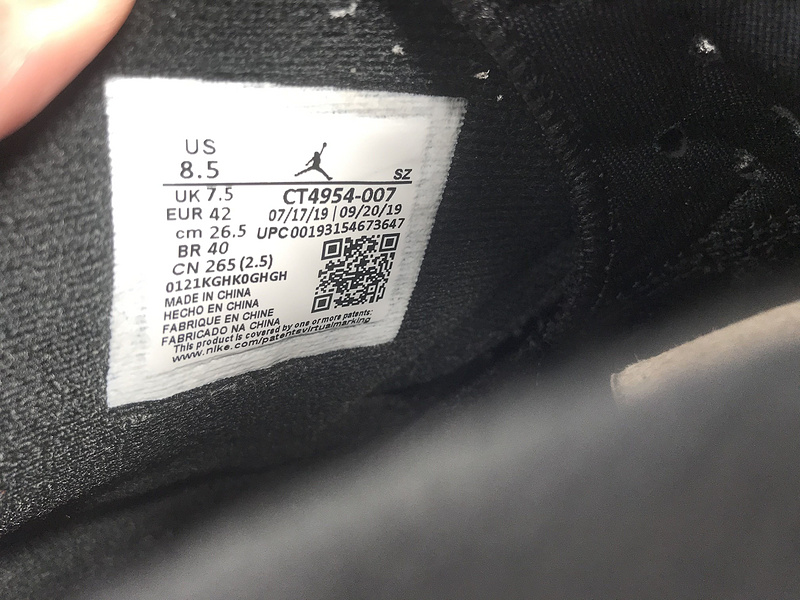 US
8.5
SZ
UK 7.5
CT4954-007
EUR 42
07/17/19 | 09/20/19
cm 26.5
UPC 00193154673647
BR 40
CN 265 (2.5)
0121KGHK0GHGH
MADE IN CHINA
HECHO EN CHINA
FABRIQUE EN CHINE
FABRICADO NA CHINA
This product is covered by one or more patents:
www.nike.com/patentsvirtualmarking